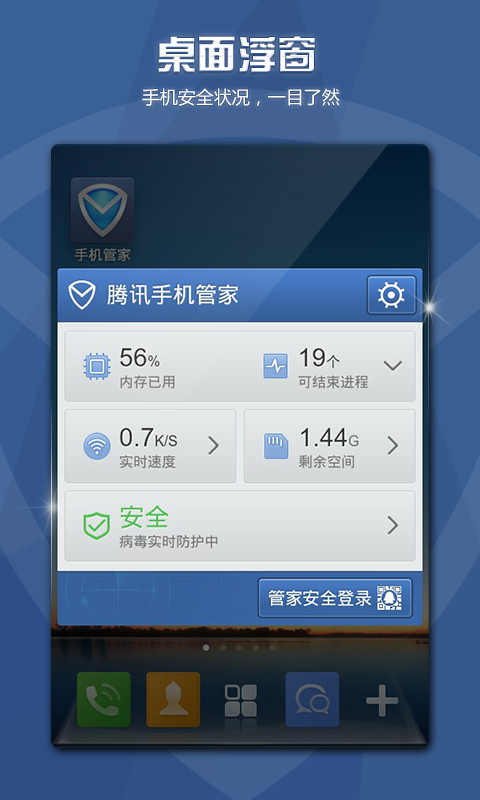 桌面浮窗
手机安全状况，一目了然
手机管家
腾讯手机管家
56%
内存已用
19个
可结束进程
0.7K/S
实时速度
1.44G
剩余空间
安全
病毒实时防护中
管家安全登录